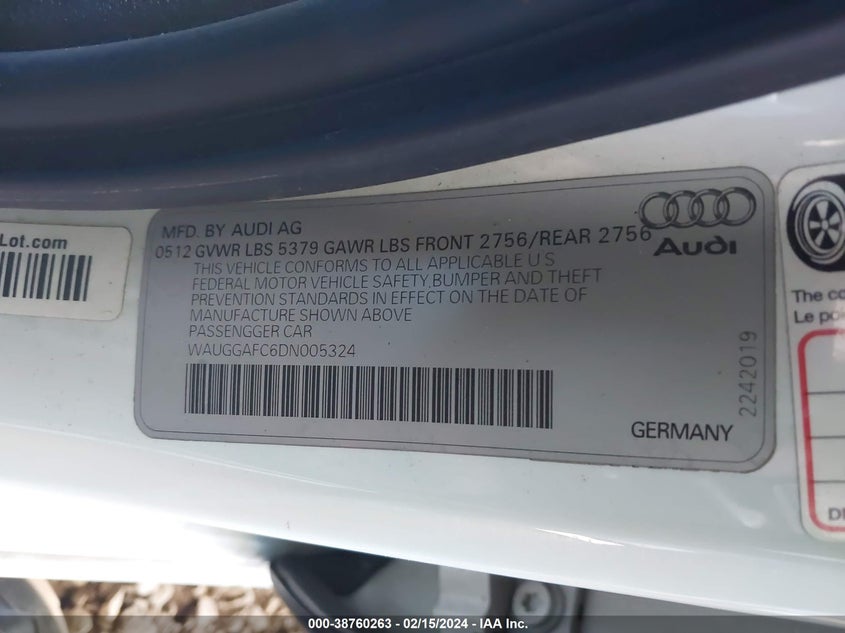 Lot.com
MFD. BY AUDI AG
0512 GVWR LBS 5379 GAWR LBS FRONT 2756/REAR 2756
THIS VEHICLE CONFORMS TO ALL APPLICABLE U S
FEDERAL MOTOR VEHICLE SAFETY,BUMPER AND THEFT
PREVENTION STANDARDS IN EFFECT ON THE DATE OF
MANUFACTURE SHOWN ABOVE
PASSENGGER CAR
WAUGGAFC6DN005324
Audi
2242019
GERMANY
The co
Le po
000-38760263 - 02/15/2024 - IAA Inc.